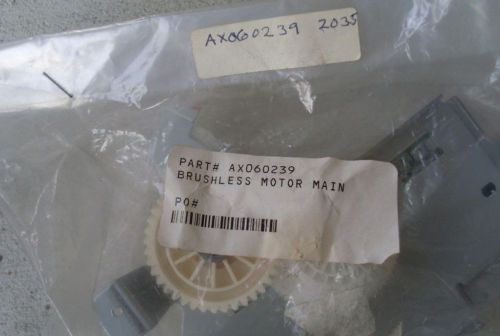 AX060239 2035
PART# AX060239
BRUSHLESS MOTOR MAIN
PO#